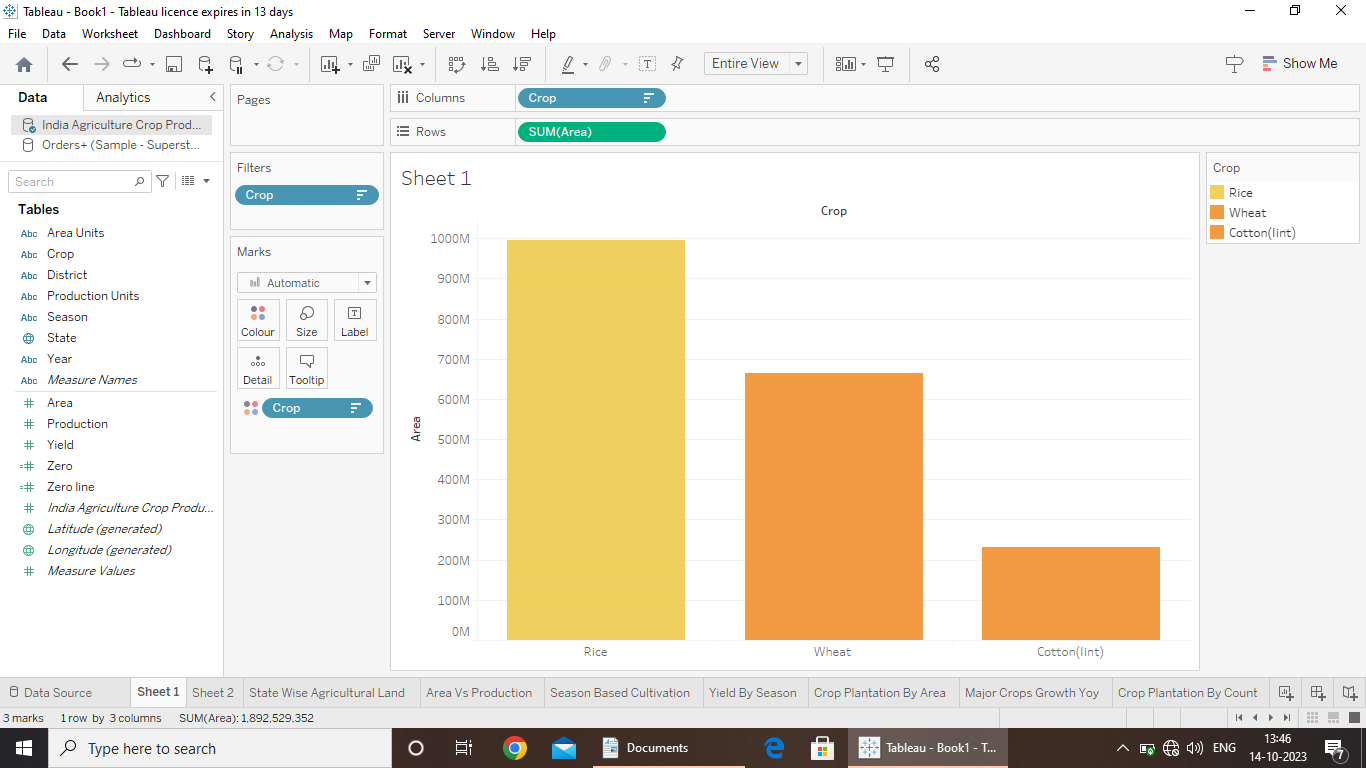 Tableau - Book1 - Tableau licence expires in 13 days
File Data Worksheet Dashboard Story Analysis Map Format Server Window Help
Entire View
Show Me
Data Analytics
India Agriculture Crop Prod...
Orders+ (Sample - Superst...
Search
Tables
Abc Area Units
Abc Crop
Abc District
Abc Production Units
Abc Season
State
Abc Year
Abc Measure Names
Area
Production
Yield
Zero
Zero line
India Agriculture Crop Produ...
Latitude (generated)
Longitude (generated)
Measure Values
Pages
Filters
Crop
Marks
Automatic
Colour Size Label
Detail Tooltip
Crop
Columns Crop
Rows SUM(Area)
Sheet 1
Crop
1000M
900M
800M
700M
600M
500M
400M
300M
200M
100M
0M
Area
Rice Wheat Cotton(lint)
Crop
Rice
Wheat
Cotton(lint)
Data Source Sheet 1 Sheet 2 State Wise Agricultural Land Area Vs Production Season Based Cultivation Yield By Season Crop Plantation By Area Major Crops Growth Yoy Crop Plantation By Count
3 marks 1 row by 3 columns SUM(Area): 1,892,529,352
Type here to search
Documents
Tableau - Book1 - T...
ENG
13:46
14-10-2023
7